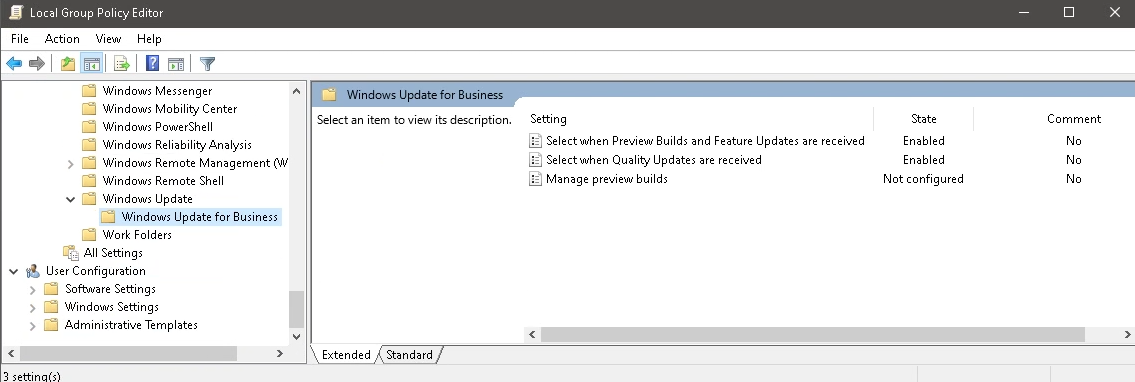 Local Group Policy Editor
File Action View Help
Windows Messenger
Windows Mobility Center
Windows PowerShell
Windows Reliability Analysis
Windows Remote Management (W
Windows Remote Shell
Windows Update
Windows Update for Business
Work Folders
All Settings
User Configuration
Software Settings
Windows Settings
Administrative Templates
Windows Update for Business
Select an item to view its description.
Setting State Comment
Select when Preview Builds and Feature Updates are received Enabled No
Select when Quality Updates are received Enabled No
Manage preview builds Not configured No
Extended Standard
3 setting(s)